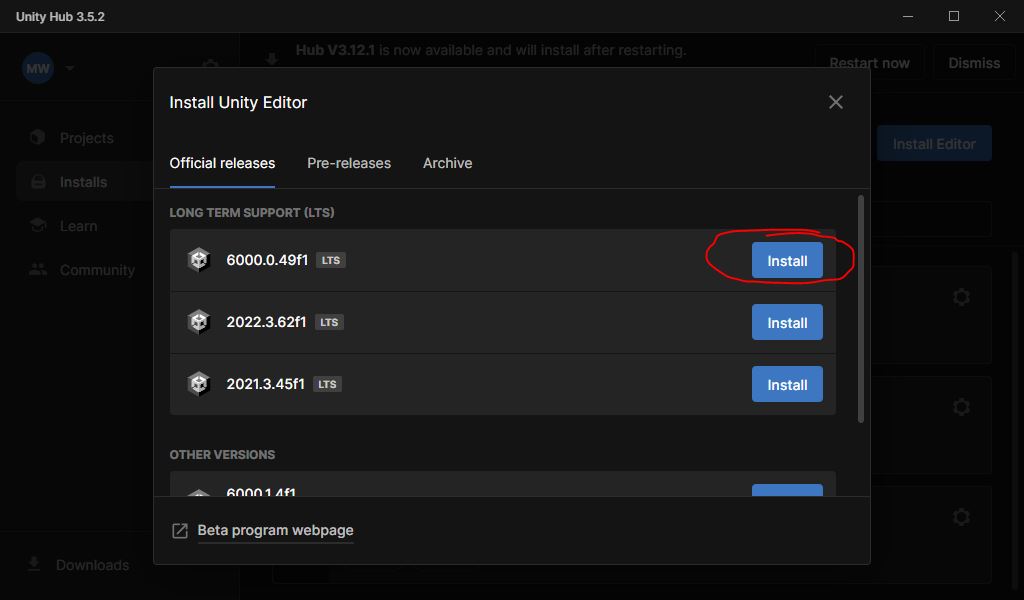 Unity Hub 3.5.2
MW
Hub V3.12.1 is now available and will install after restarting.
Restart now
Dismiss
Projects
Installs
Learn
Community
Downloads
Install Editor
Install Unity Editor
Official releases
Pre-releases
Archive
LONG TERM SUPPORT (LTS)
6000.0.49f1 LTS
Install
2022.3.62f1 LTS
Install
2021.3.45f1 LTS
Install
OTHER VERSIONS
6000.1.4f1
Beta program webpage